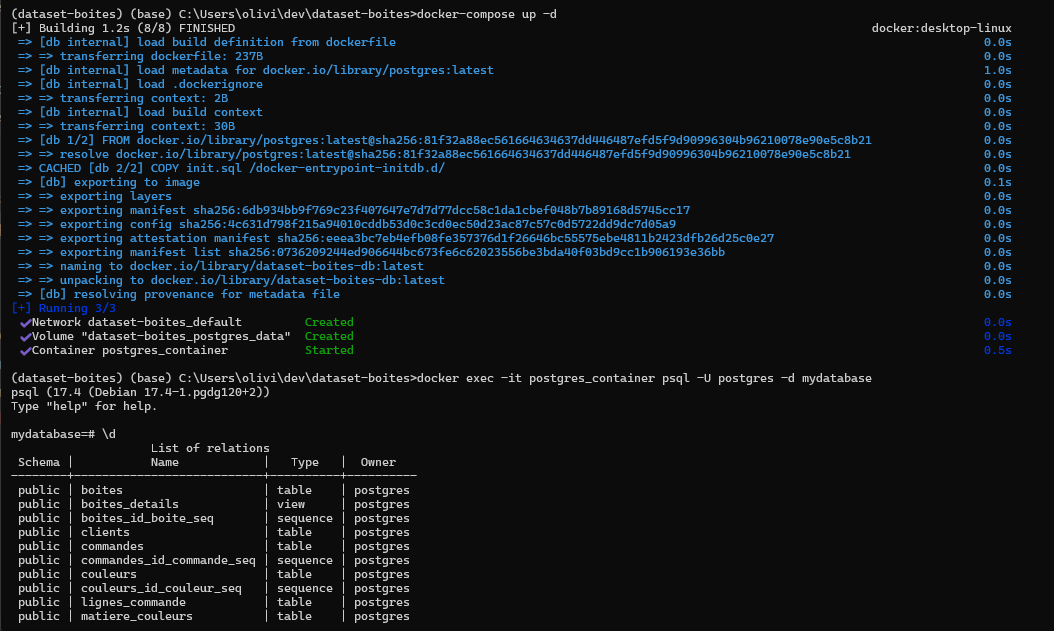 (dataset-boites) (base) C:\Users\olivi\dev\dataset-boites>docker-compose up -d
[+] Building 1.2s (8/8) FINISHED docker:desktop-linux
=> [db internal] load build definition from dockerfile 0.0s
=> => transferring dockerfile: 237B 0.0s
=> [db internal] load metadata for docker.io/library/postgres:latest 1.0s
=> [db internal] load .dockerignore 0.0s
=> => transferring context: 2B 0.0s
=> [db internal] load build context 0.0s
=> => transferring context: 30B 0.0s
=> [db 1/2] FROM docker.io/library/postgres:latest@sha256:81f32a88ec561664634637dd446487efd5f9d90996304b96210078e90e5c8b21 0.0s
=> => resolve docker.io/library/postgres:latest@sha256:81f32a88ec561664634637dd446487efd5f9d90996304b96210078e90e5c8b21 0.0s
=> CACHED [db 2/2] COPY init.sql /docker-entrypoint-initdb.d/ 0.0s
=> [db] exporting to image 0.1s
=> => exporting layers 0.0s
=> => exporting manifest sha256:6db934bb9f769c23f407647e7d7d77dcc58c1da1cbef048b7b89168d5745cc17 0.0s
=> => exporting config sha256:4c631d798f215a94010cddb53d0c3cd0ec50d23ac87c57c0d5722dd9dc7d05a9 0.0s
=> => exporting attestation manifest sha256:eeea3bc7eb4efb08fe357376d1f26646bc55575ebe4811b2423dfb26d25c0e27 0.0s
=> => exporting manifest list sha256:0736209244ed906644bc673fe6c62023556be3bda40f03bd9cc1b906193e36bb 0.0s
=> => naming to docker.io/library/dataset-boites-db:latest 0.0s
=> => unpacking to docker.io/library/dataset-boites-db:latest 0.0s
=> [db] resolving provenance for metadata file 0.0s
[+] Running 3/3
✔Network dataset-boites_default Created 0.0s
✔Volume "dataset-boites_postgres_data" Created 0.0s
✔Container postgres_container Started 0.5s
(dataset-boites) (base) C:\Users\olivi\dev\dataset-boites>docker exec -it postgres_container psql -U postgres -d mydatabase
psql (17.4 (Debian 17.4-1.pgdg120+2))
Type "help" for help.
mydatabase=# \d
List of relations
Schema | Name | Type | Owner
--------+---------------------------+----------+----------
public | boites | table | postgres
public | boites_details | view | postgres
public | boites_id_boite_seq | sequence | postgres
public | clients | table | postgres
public | commandes | table | postgres
public | commandes_id_commande_seq | sequence | postgres
public | couleurs | table | postgres
public | couleurs_id_couleur_seq | sequence | postgres
public | lignes_commande | table | postgres
public | matiere_couleurs | table | postgres